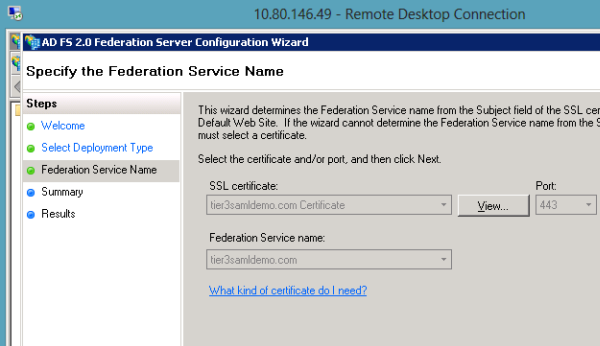 10.80.146.49 - Remote Desktop Connection
AD FS 2.0 Federation Server Configuration Wizard
Specify the Federation Service Name
Steps
Welcome
Select Deployment Type
Federation Service Name
Summary
Results
This wizard determines the Federation Service name from the Subject field of the SSL cer
Default Web Site. If the wizard cannot determine the Federation Service name from the S
must select a certificate.
Select the certificate and/or port, and then click Next.
SSL certificate: Port:
tier3samldemo.com Certificate View... 443
Federation Service name:
tier3samldemo.com
What kind of certificate do I need?